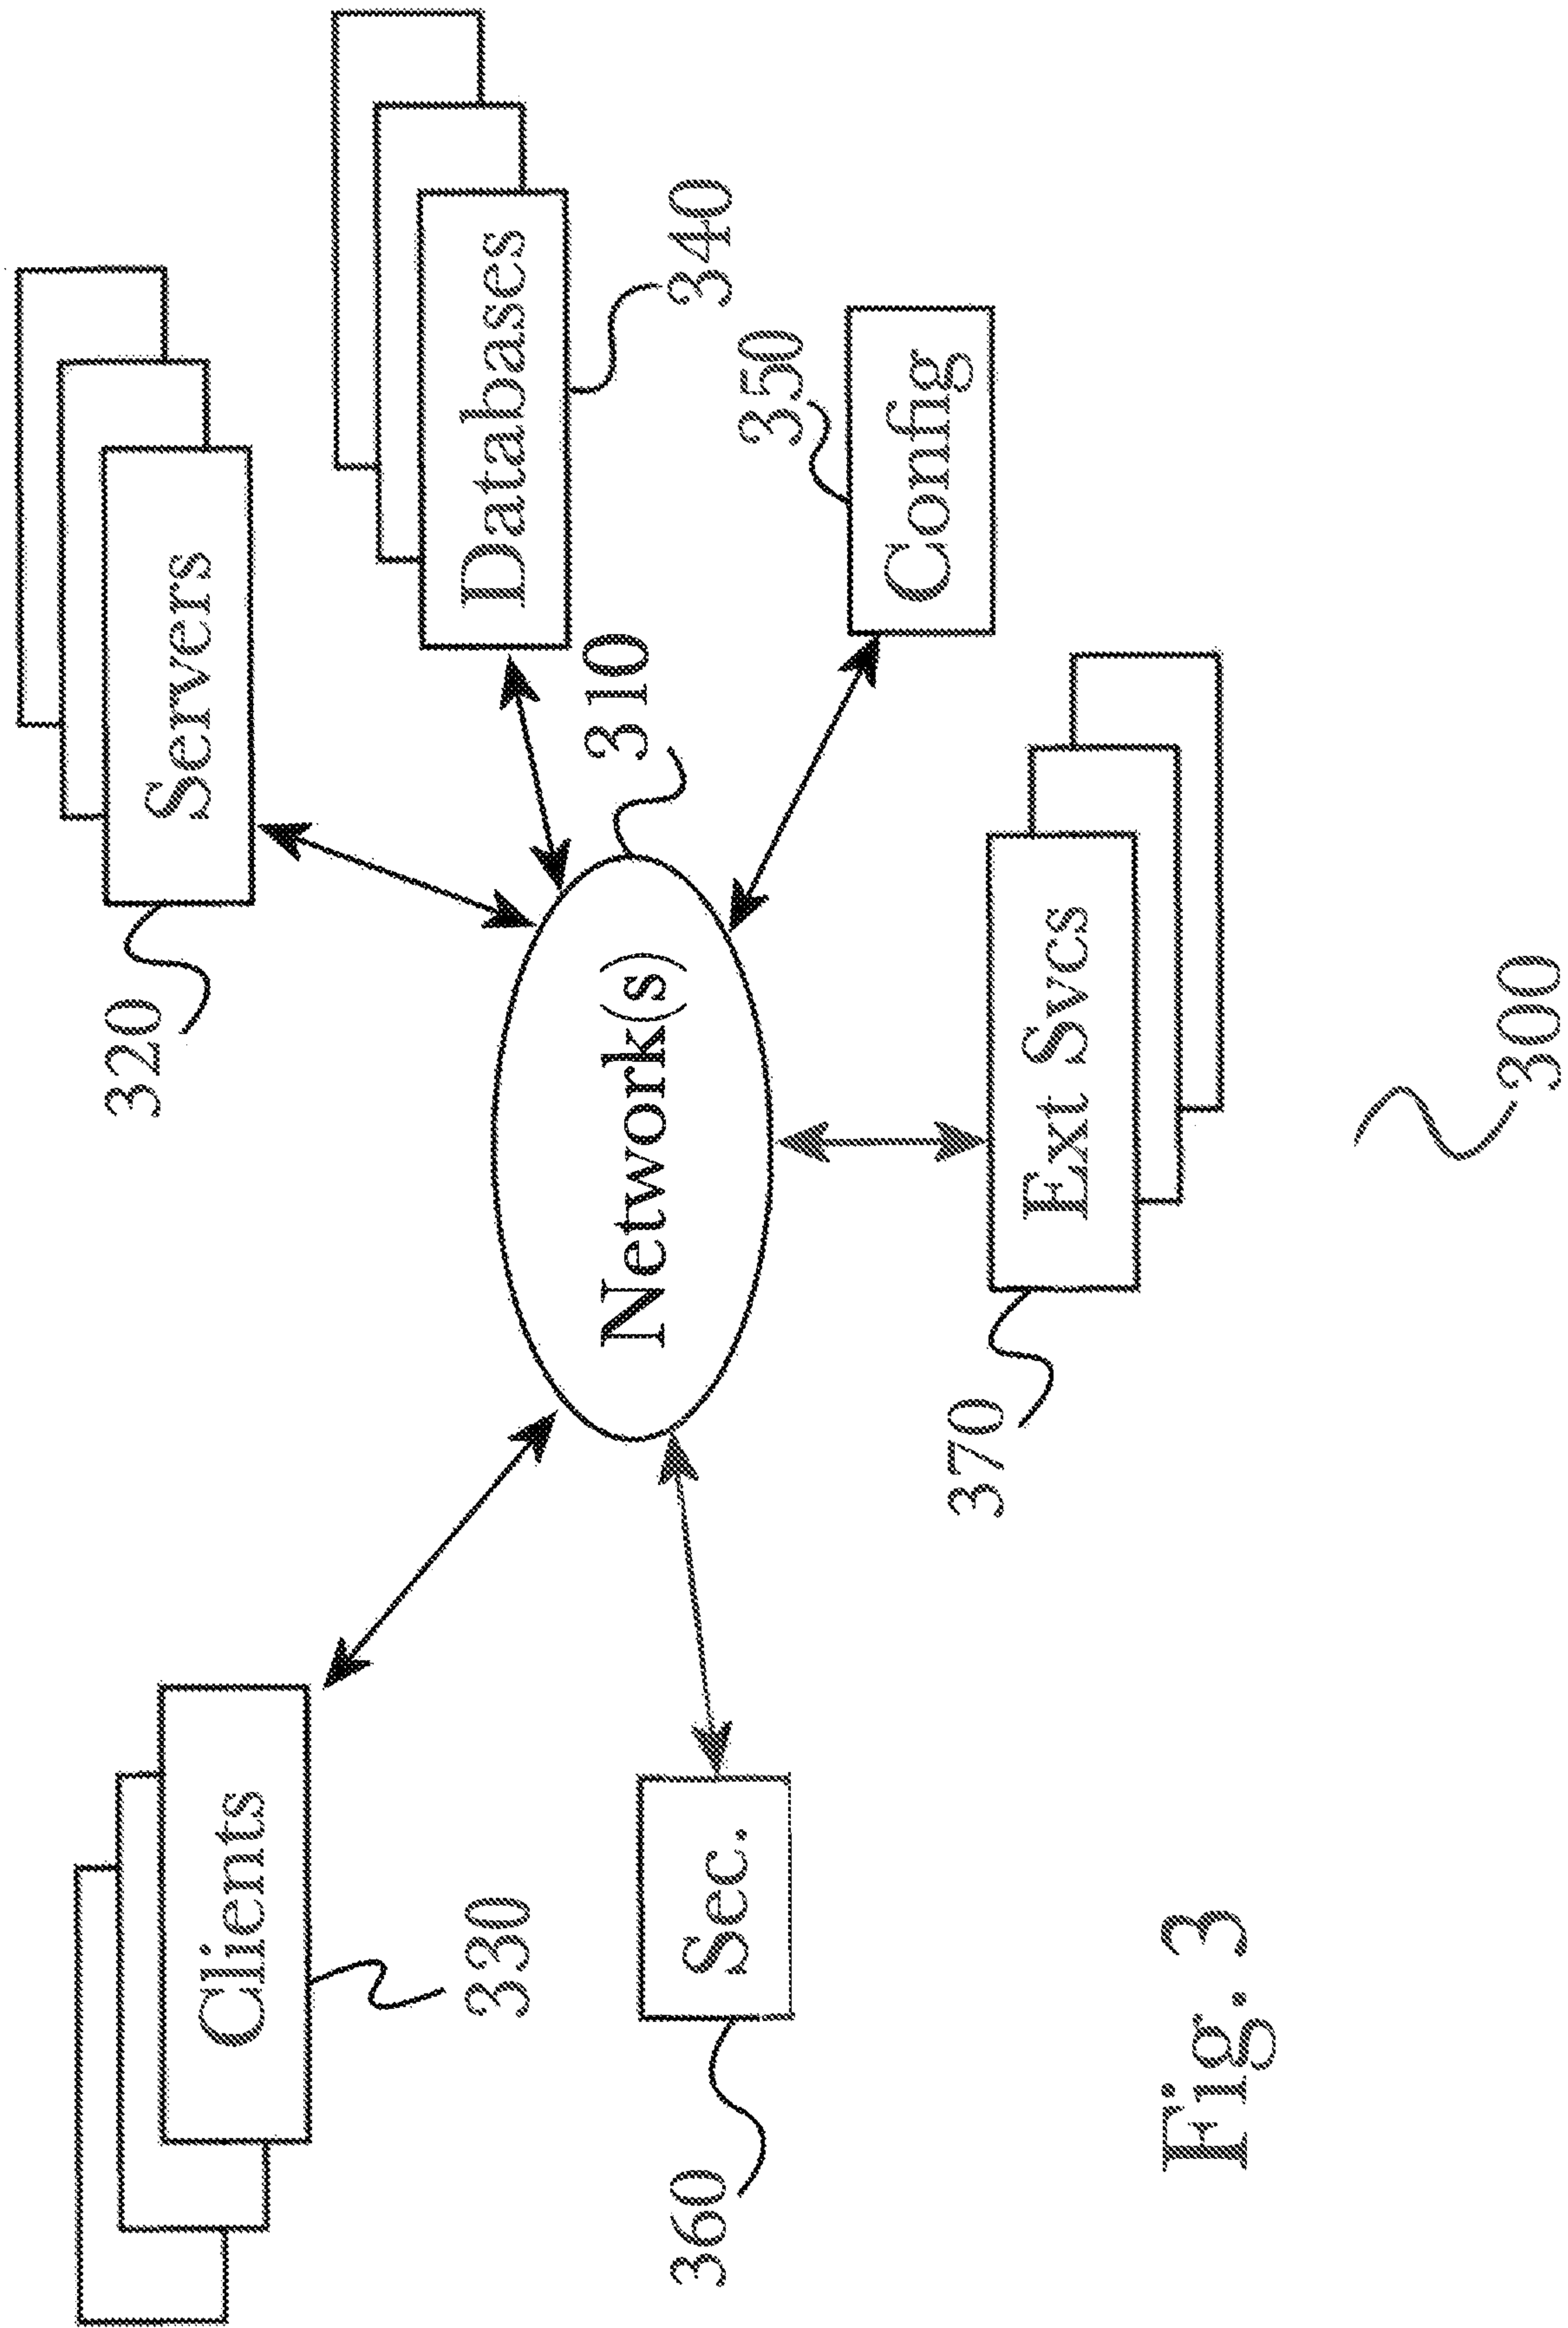 Servers
320
Clients
330
Databases
340
310
Network(s)
350
Config
Sec.
360
Ext Svcs
370
300
Fig. 3